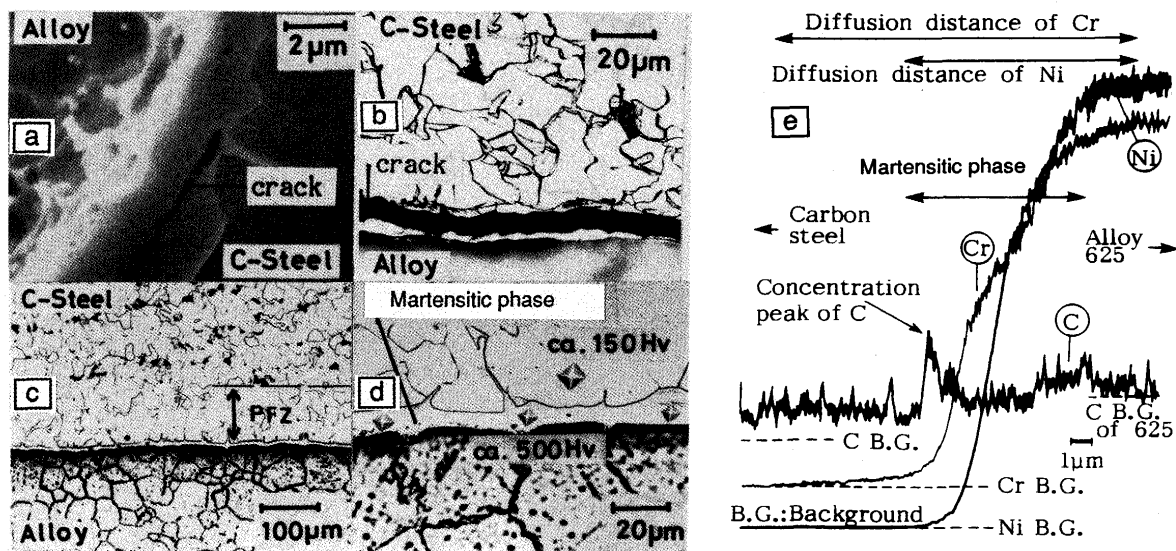 Alloy
2µm
a
crack
C-Steel
C-Steel
20µm
b
crack
Alloy
C-Steel
c
PFZ
Alloy
100µm
Martensitic phase
ca. 150Hv
d
ca. 500Hv
20µm
Diffusion distance of Cr
Diffusion distance of Ni
e
Ni
Martensitic phase
Carbon
steel
Cr
Alloy
625
Concentration
peak of C
C
C B.G.
of 625
C B.G.
1µm
Cr B.G.
B.G.:Background
Ni B.G.